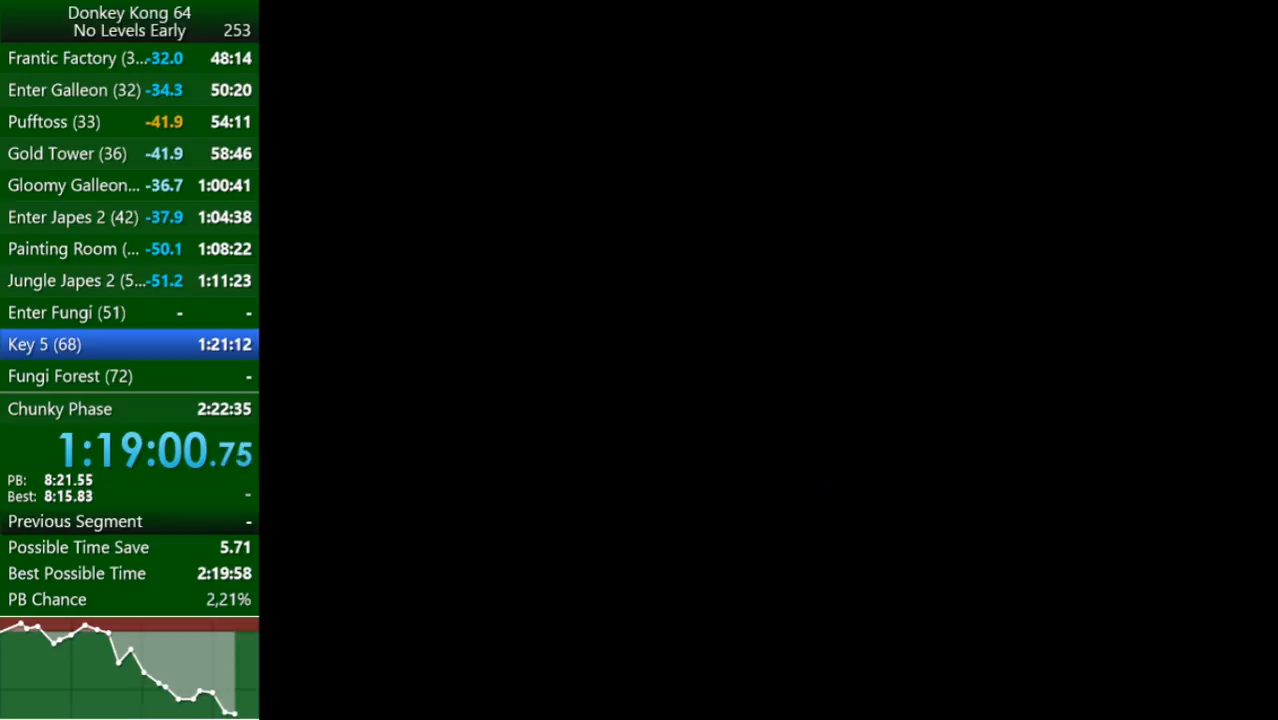 Donkey Kong 64
No Levels Early 253
Frantic Factory (3... -32.0 48:14
Enter Galleon (32) -34.3 50:20
Pufftoss (33) -41.9 54:11
Gold Tower (36) -41.9 58:46
Gloomy Galleon... -36.7 1:00:41
Enter Japes 2 (42) -37.9 1:04:38
Painting Room (... -50.1 1:08:22
Jungle Japes 2 (5... -51.2 1:11:23
Enter Fungi (51) - -
Key 5 (68) 1:21:12
Fungi Forest (72) -
Chunky Phase 2:22:35
1:19:00.75
PB: 8:21.55
Best: 8:15.83 -
Previous Segment -
Possible Time Save 5.71
Best Possible Time 2:19:58
PB Chance 2,21%